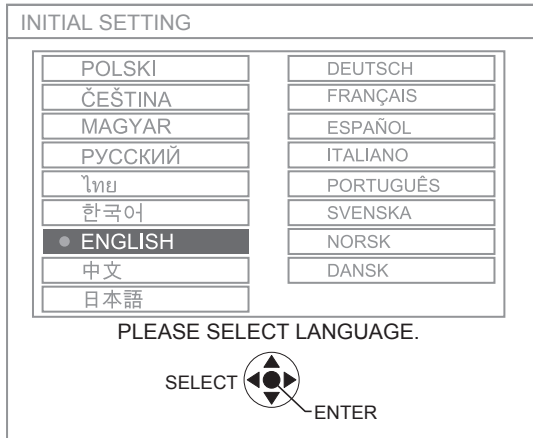 INITIAL SETTING
POLSKI
ČEŠTINA
MAGYAR
РУССКИЙ
ไทย
한국어
ENGLISH
中文
日本語
DEUTSCH
FRANÇAIS
ESPAÑOL
ITALIANO
PORTUGUÊS
SVENSKA
NORSK
DANSK
PLEASE SELECT LANGUAGE.
SELECT
ENTER